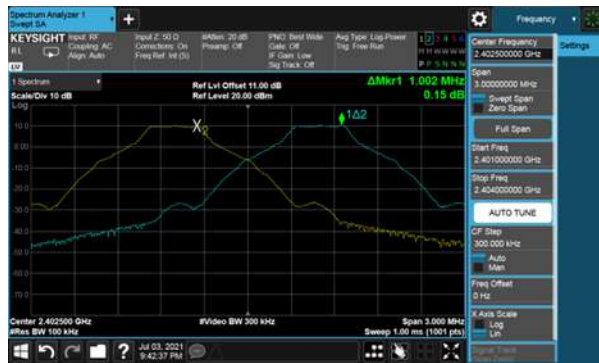 Spectrum Analyzer 1
Swept SA
Frequency
KEYSIGHT
Input: RF
Coupling: AC
Align: Auto
Input Z: 50 Ω
Corrections: On
Freq Ref: Int (S)
#Atten: 20 dB
Preamp: Off
PNO: Best Wide
Gate: Off
IF Gain: Low
Sig Track: Off
Avg Type: Log-Power
Trig: Free Run
1 2 3 4 5 6
Settings
1 Spectrum
Scale/Div 10 dB
Ref Lvl Offset 11.00 dB
Ref Level 20.00 dBm
ΔMkr1 1.002 MHz
0.15 dB
Log
10.0
0.00
-10.0
1Δ2
X2
Center 2.402500 GHz
#Res BW 100 kHz
#Video BW 300 kHz
Span 3.000 MHz
Sweep 1.00 ms (1001 pts)
Center Frequency
2.402500000 GHz
Span
3.00000000 MHz
Swept Span
Zero Span
Full Span
Start Freq
2.401000000 GHz
Stop Freq
2.404000000 GHz
AUTO TUNE
CF Step
300.000 kHz
Auto
Man
Freq Offset
0 Hz
X Axis Scale
Log
Lin
Jul 03, 2021
9:42:37 PM